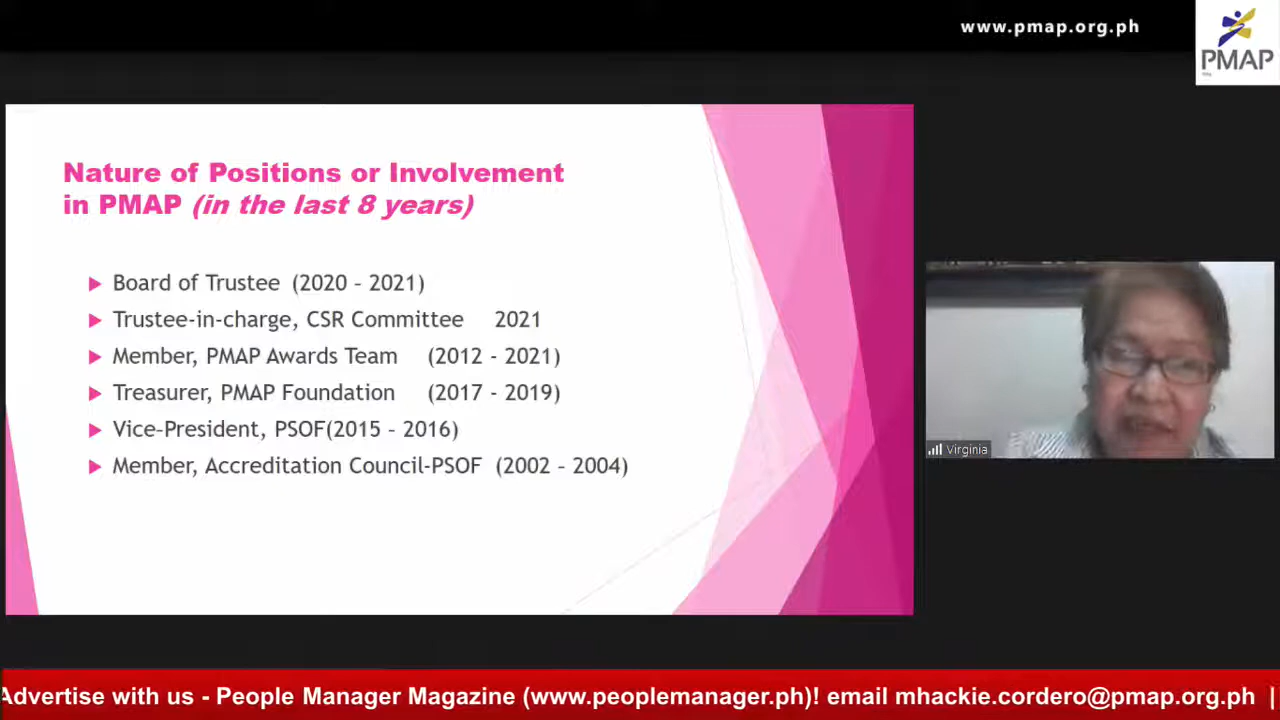 www.pmap.org.ph
PMAP
Nature of Positions or Involvement
in PMAP (in the last 8 years)
Board of Trustee (2020 - 2021)
Trustee-in-charge, CSR Committee 2021
Member, PMAP Awards Team (2012 - 2021)
Treasurer, PMAP Foundation (2017 - 2019)
Vice-President, PSOF(2015 - 2016)
Member, Accreditation Council-PSOF (2002 - 2004)
Virginia
Advertise with us - People Manager Magazine (www.peoplemanager.ph)! email mhackie.cordero@pmap.org.ph |